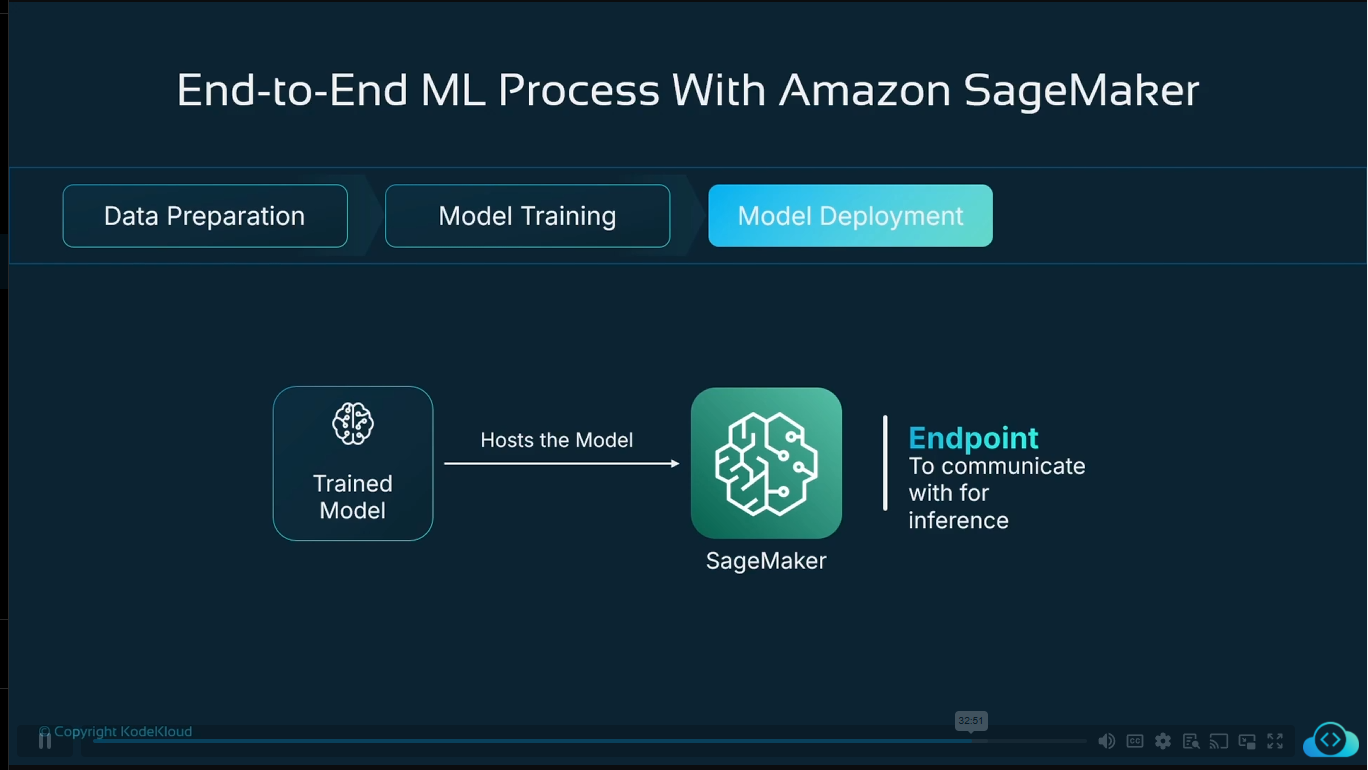 End-to-End ML Process With Amazon SageMaker
Data Preparation
Model Training
Model Deployment
Trained
Model
Hosts the Model
SageMaker
Endpoint
To communicate
with for
inference
32:51
© Copyright KodeKloud
CC